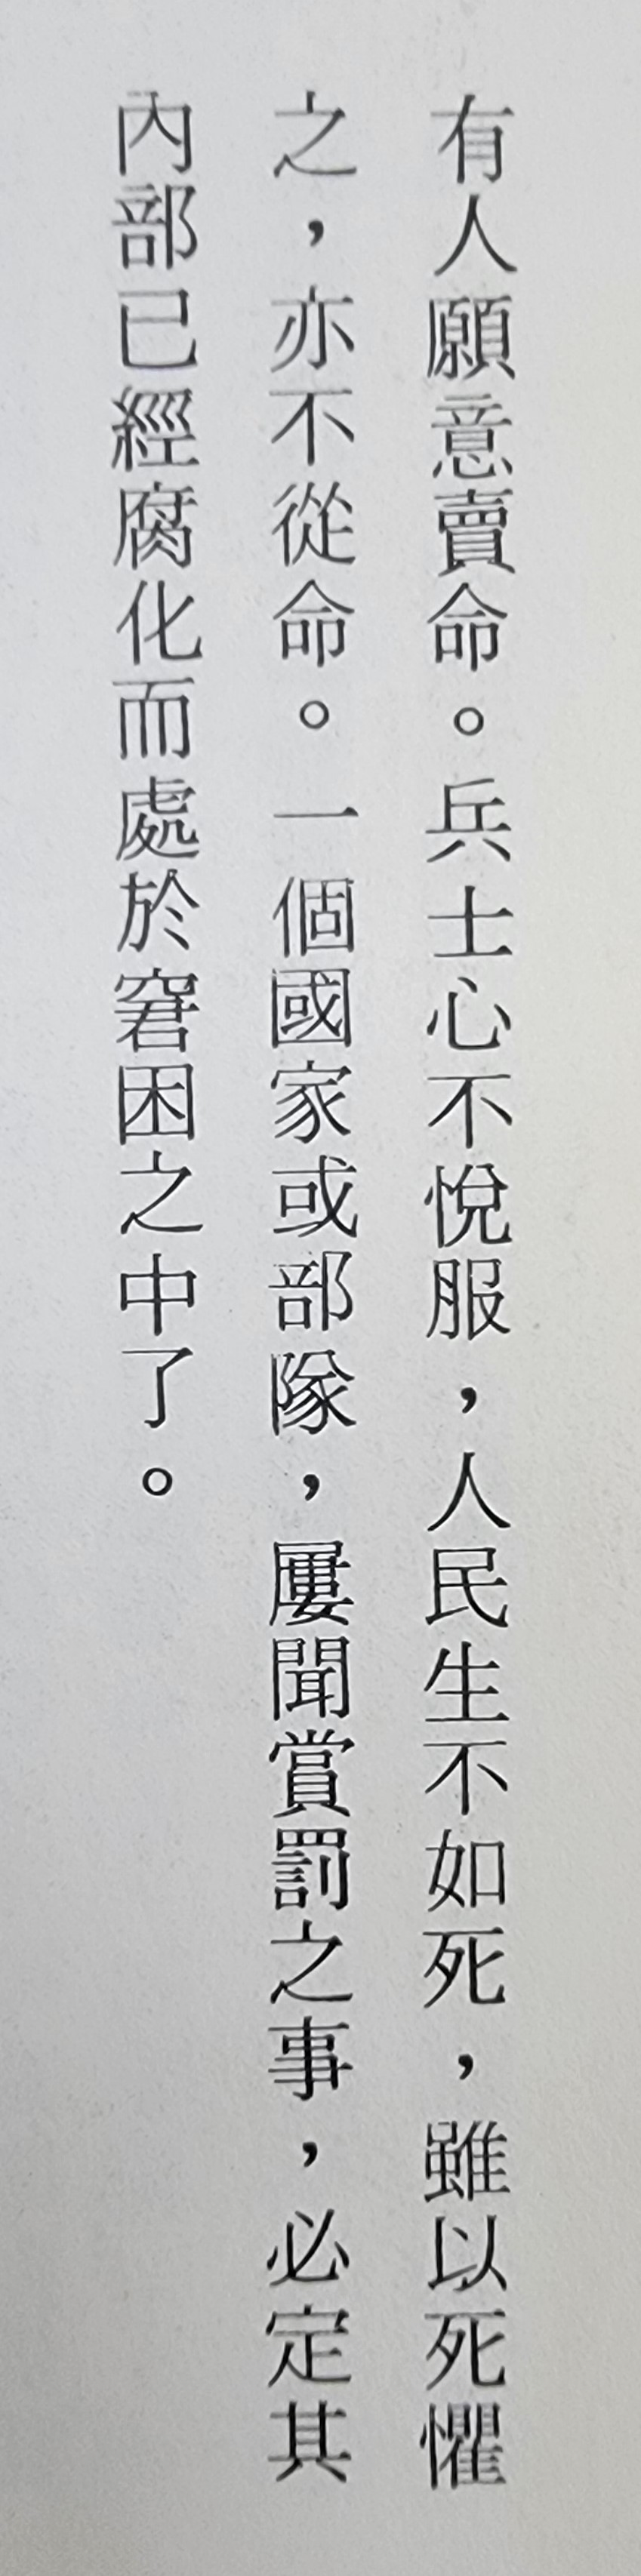 有人願意賣命。兵士心不悅服，人民生不如死，雖以死懼
之，亦不從命。一個國家或部隊，屢聞賞罰之事，必定其
內部已經腐化而處於窘困之中了。